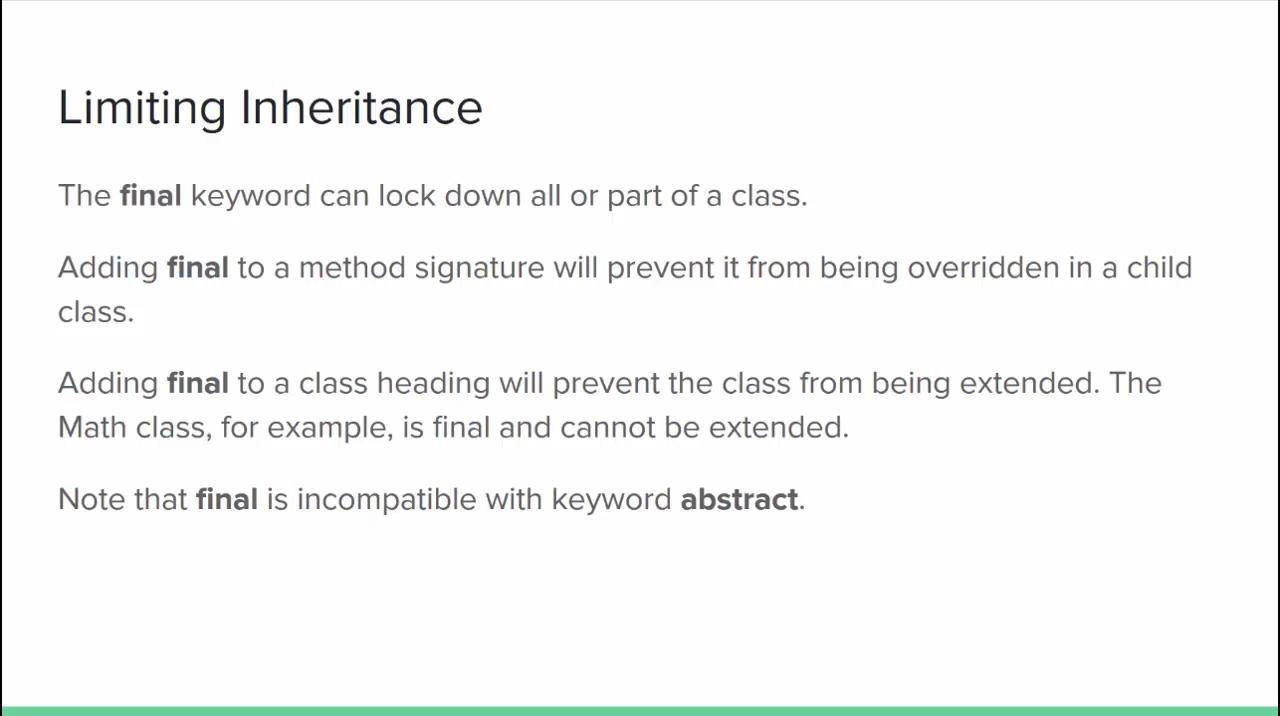 Limiting Inheritance
The final keyword can lock down all or part of a class.
Adding final to a method signature will prevent it from being overridden in a child
class.
Adding final to a class heading will prevent the class from being extended. The
Math class, for example, is final and cannot be extended.
Note that final is incompatible with keyword abstract.